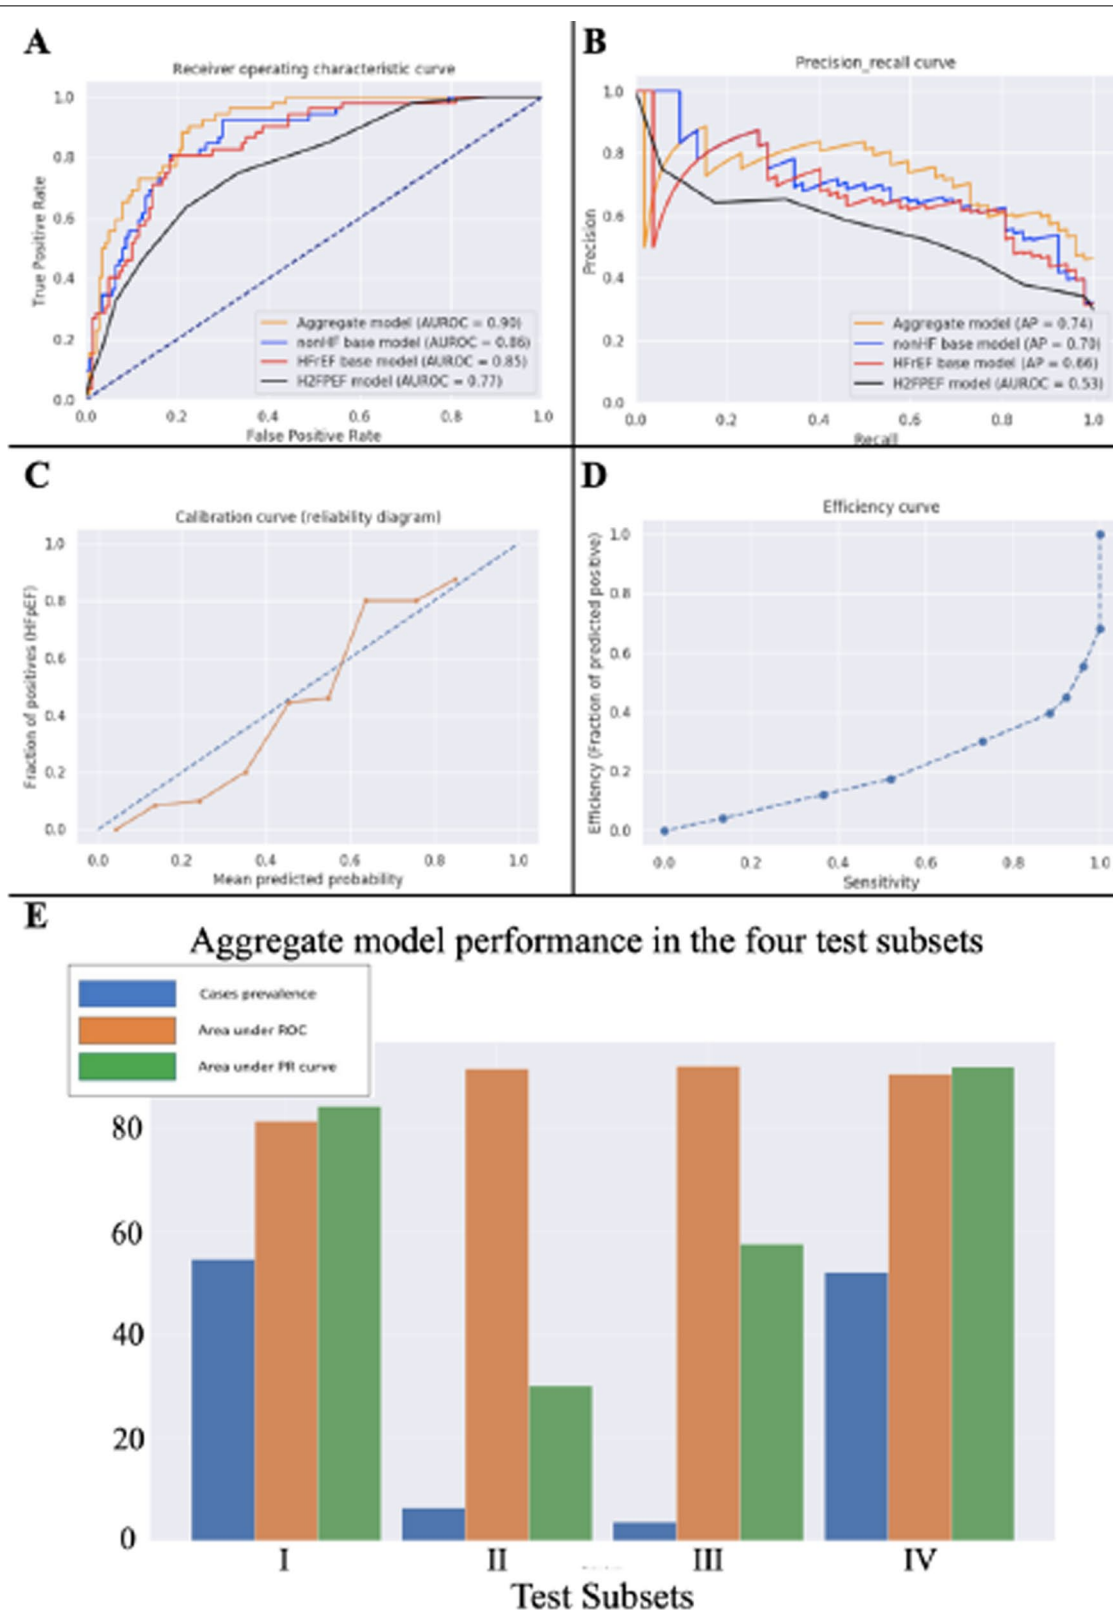 A
Receiver operating characteristic curve
1.0
0.8
0.6
0.4
0.2
0.0
True Positive Rate
Aggregate model (AUROC = 0.90)
nonHF base model (AUROC = 0.86)
HFrEF base model (AUROC = 0.85)
H2FPEF model (AUROC = 0.77)
0.0 0.2 0.4 0.6 0.8 1.0
False Positive Rate
B
Precision_recall curve
1.0
0.8
0.6
0.4
0.2
0.0
Precision
Aggregate model (AP = 0.74)
nonHF base model (AP = 0.70)
HFrEF base model (AP = 0.66)
H2FPEF model (AUROC = 0.53)
0.0 0.2 0.4 0.6 0.8 1.0
Recall
C
Calibration curve (reliability diagram)
1.0
0.8
0.6
0.4
0.2
0.0
Fraction of positives (HFpEF)
0.0 0.2 0.4 0.6 0.8 1.0
Mean predicted probability
D
Efficiency curve
1.0
0.8
0.6
0.4
0.2
0.0
Efficiency (Fraction of predicted positive)
0.0 0.2 0.4 0.6 0.8 1.0
Sensitivity
E
Aggregate model performance in the four test subsets
Cases prevalence
Area under ROC
Area under PR curve
80
60
40
20
0
I II III IV
Test Subsets